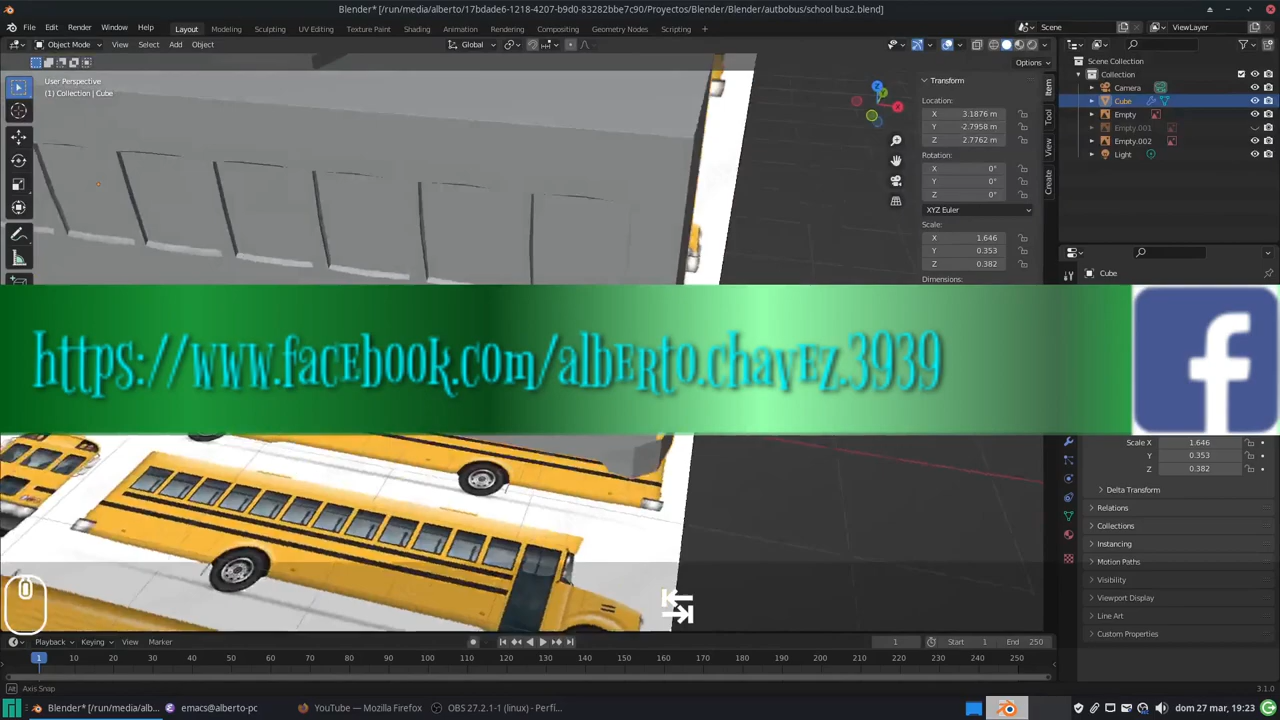 Blender* [/run/media/alberto/17bdade6-1218-4207-b9d0-83282bbe7c90/Proyectos/Blender/Blender/autbobus/school bus2.blend]
File Edit Render Window Help Layout Modeling Sculpting UV Editing Texture Paint Shading Animation Rendering Compositing Geometry Nodes Scripting + Scene ViewLayer
Object Mode View Select Add Object Global
Options
User Perspective
(1) Collection | Cube
Transform
Location:
X 3.1876 m
Y -2.7958 m
Z 2.7762 m
Rotation:
X 0°
Y 0°
Z 0°
XYZ Euler
Scale:
X 1.646
Y 0.353
Z 0.382
Dimensions:
Item
Tool
View
Create
Scene Collection
Collection
Camera
Cube
Empty
Empty.001
Empty.002
Light
Cube
https://www.facebook.com/alberto.chavez.3939
f
Scale X 1.646
Y 0.353
Z 0.382
Delta Transform
Relations
Collections
Instancing
Motion Paths
Visibility
Viewport Display
Line Art
Custom Properties
Playback Keying View Marker 1 Start 1 End 250
1 10 20 30 40 50 60 70 80 90 100 110 120 130 140 150 160 170 180 190 200 210 220 230 240 250
Alt Axis Snap 3.1.0
Blender* [/run/media/alb... emacs@alberto-pc YouTube — Mozilla Firefox OBS 27.2.1-1 (linux) - Perfi... dom 27 mar, 19:23